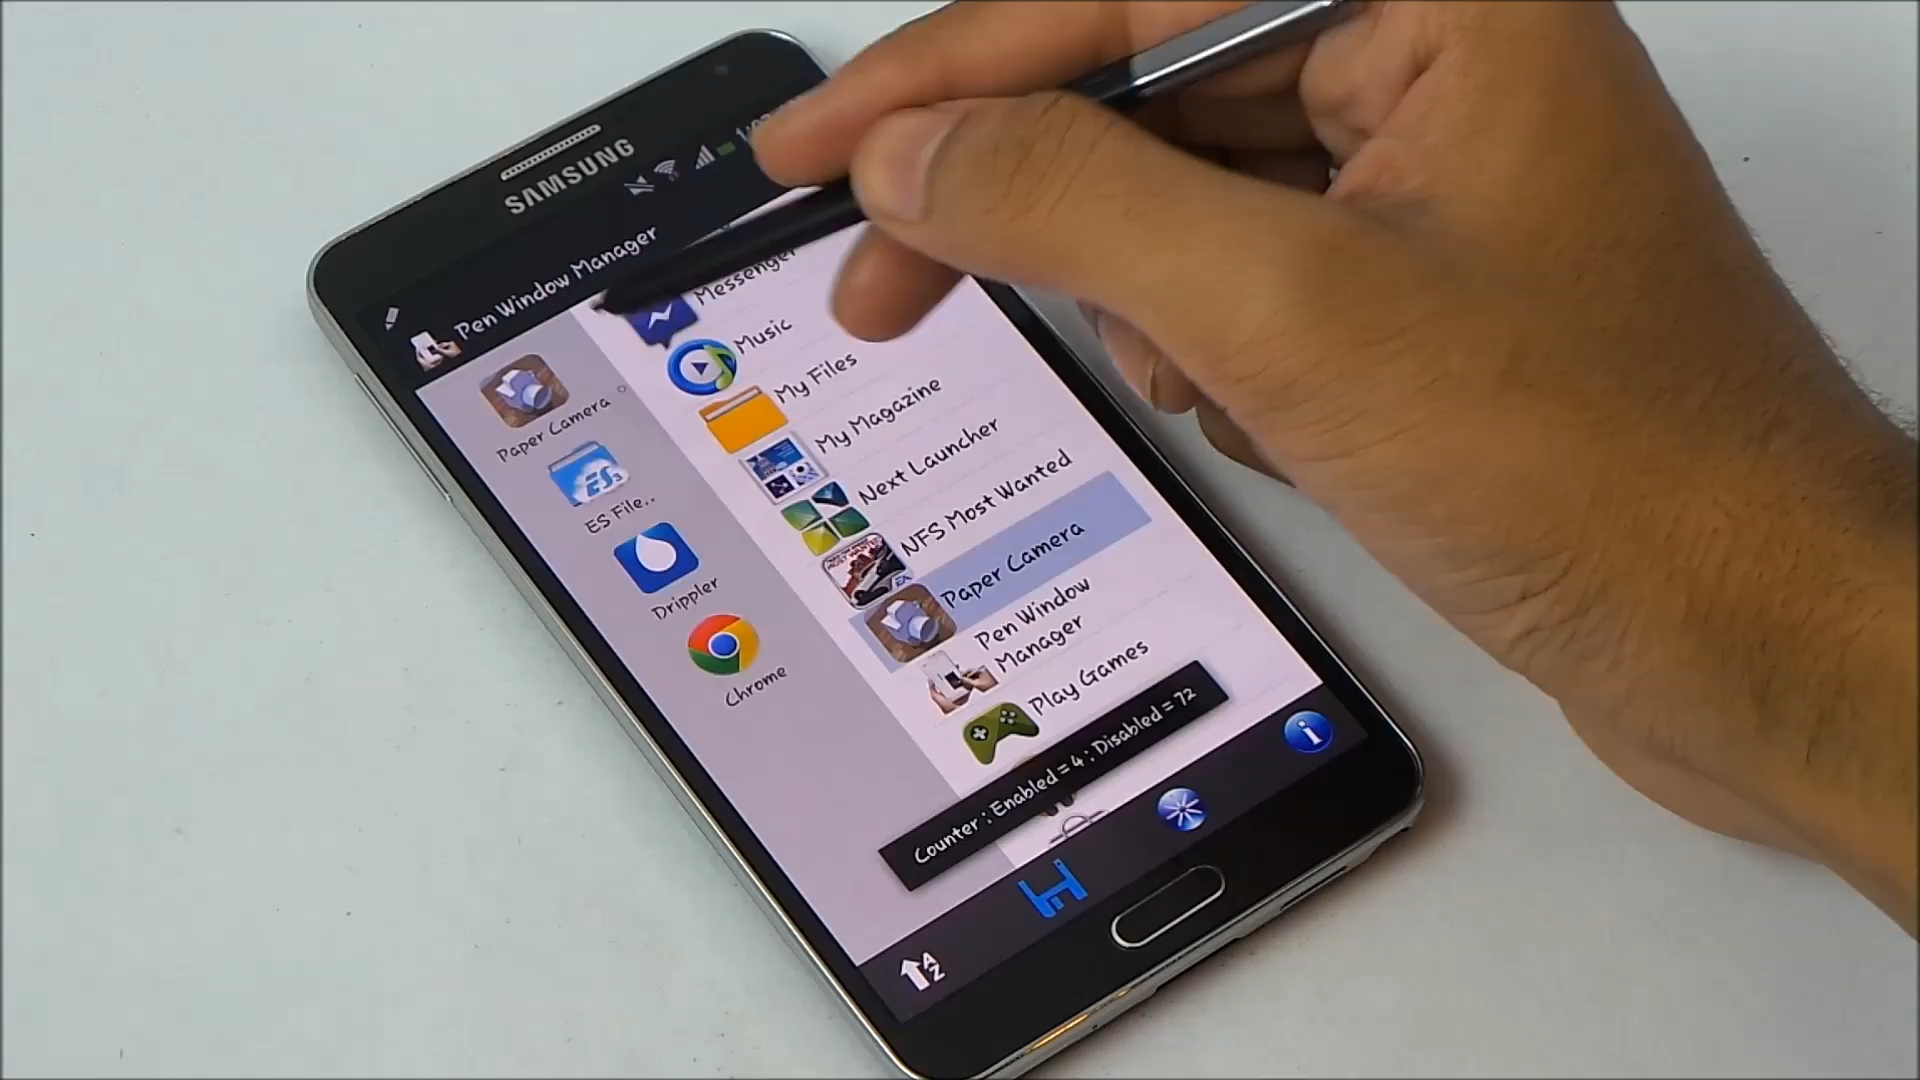 SAMSUNG
Pen Window Manager
Paper Camera
ES File..
Drippler
Chrome
Messenger
Music
My Files
My Magazine
Next Launcher
NFS Most Wanted
Paper Camera
Pen Window
Manager
Play Games
Counter : Enabled = 4 ; Disabled = 72